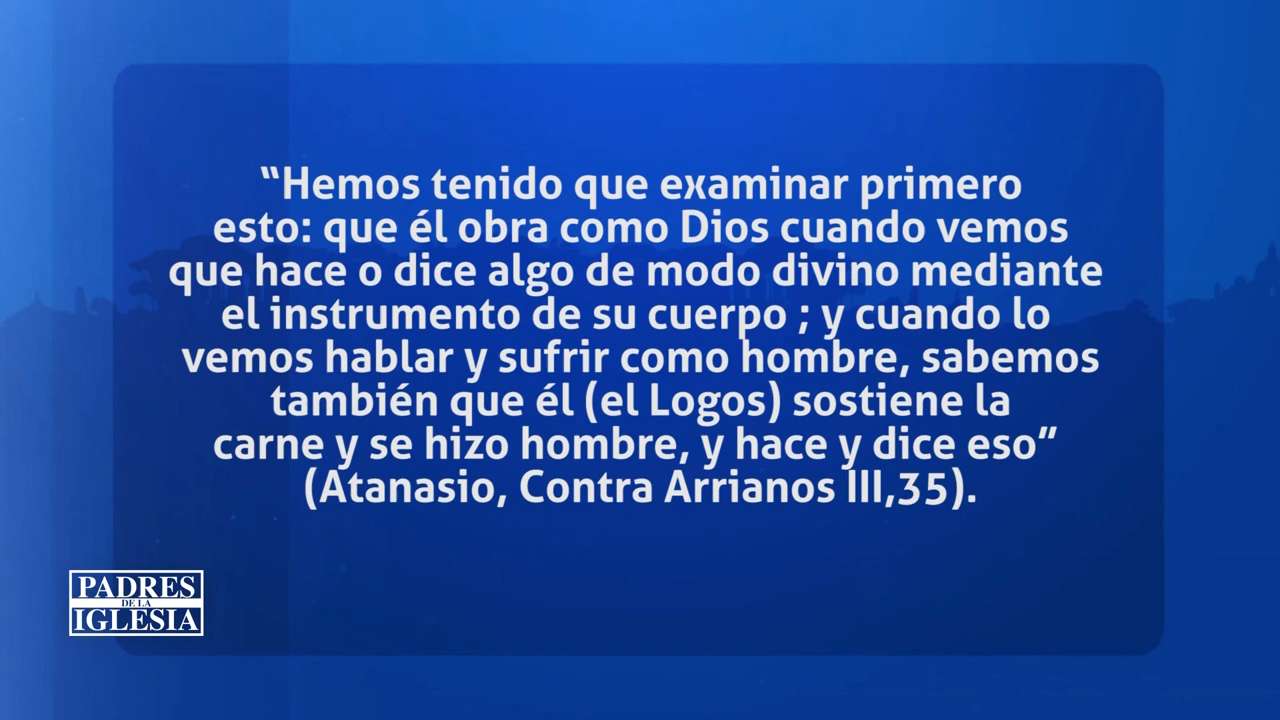 “Hemos tenido que examinar primero
esto: que él obra como Dios cuando vemos
que hace o dice algo de modo divino mediante
el instrumento de su cuerpo ; y cuando lo
vemos hablar y sufrir como hombre, sabemos
también que él (el Logos) sostiene la
carne y se hizo hombre, y hace y dice eso”
(Atanasio, Contra Arrianos III,35).
PADRES
DE LA
IGLESIA